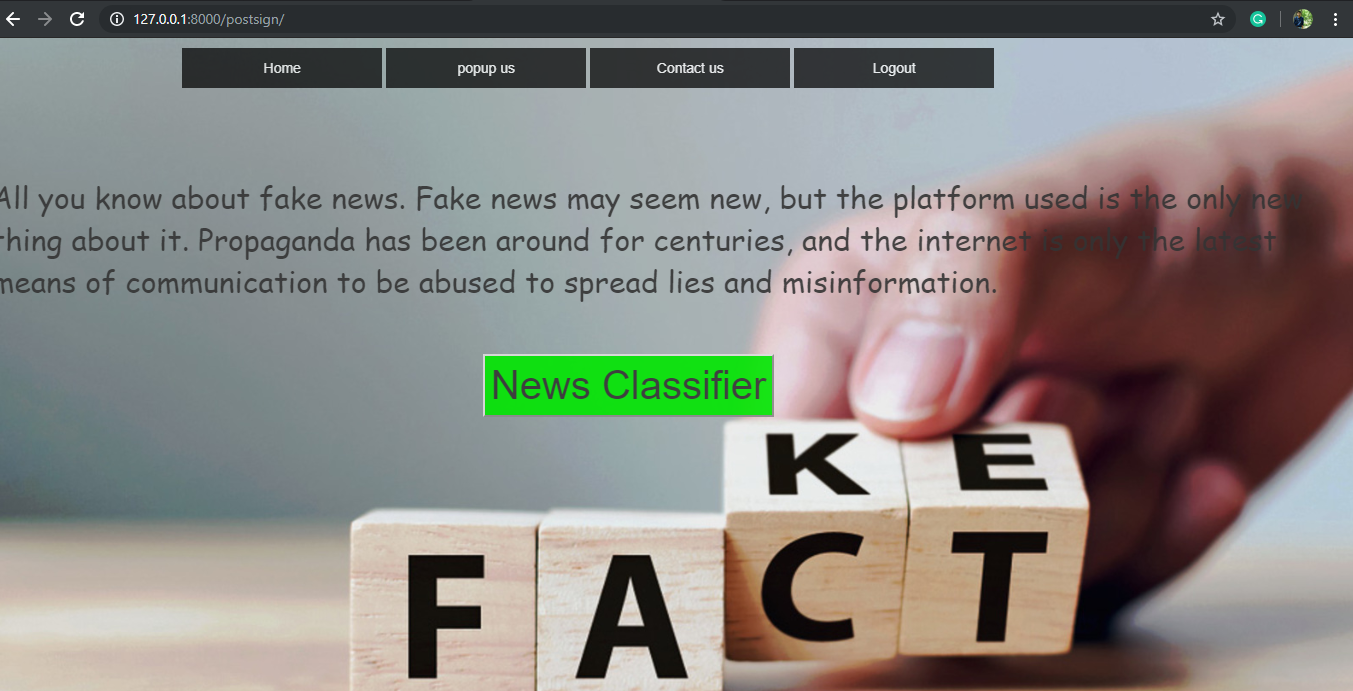 127.0.0.1:8000/postsign/
Home popup us Contact us Logout
All you know about fake news. Fake news may seem new, but the platform used is the only new
thing about it. Propaganda has been around for centuries, and the internet is only the latest
means of communication to be abused to spread lies and misinformation.
News Classifier
K E
F A C T